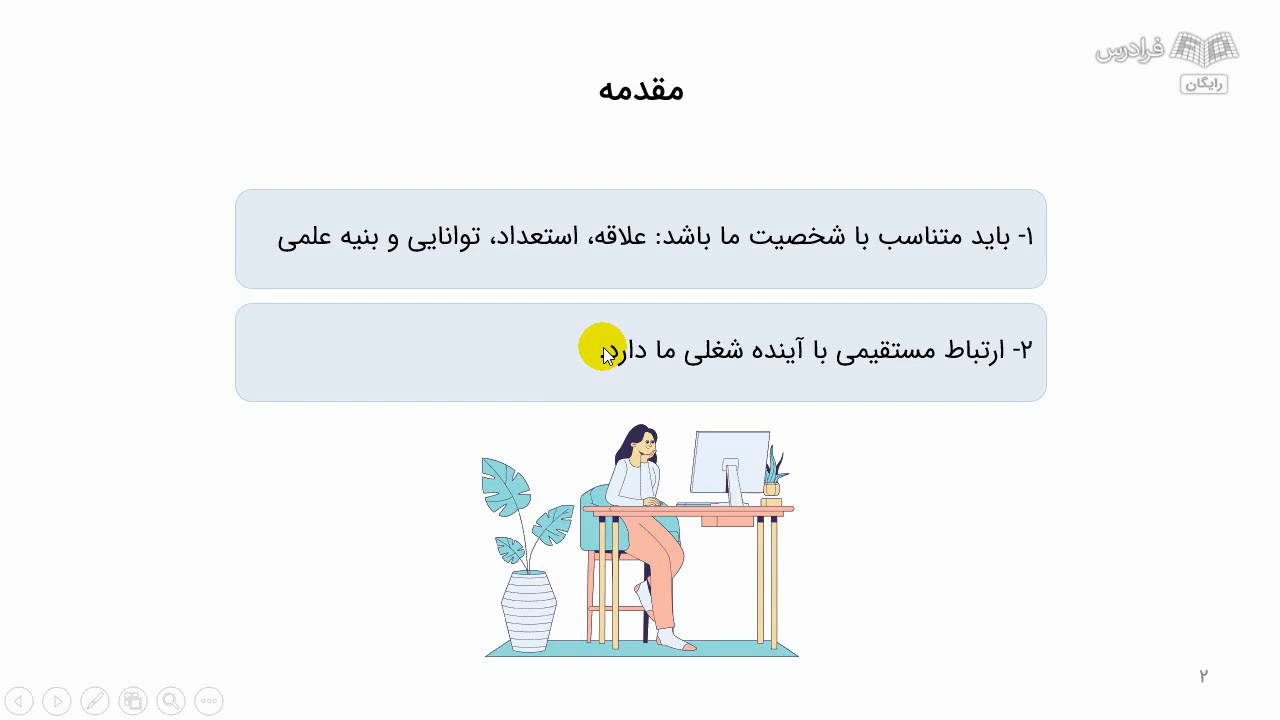 فرادرس
رایگان
مقدمه
۱- باید متناسب با شخصیت ما باشد: علاقه، استعداد، توانایی و بنیه علمی
۲- ارتباط مستقیمی با آینده شغلی ما دارد.
۲